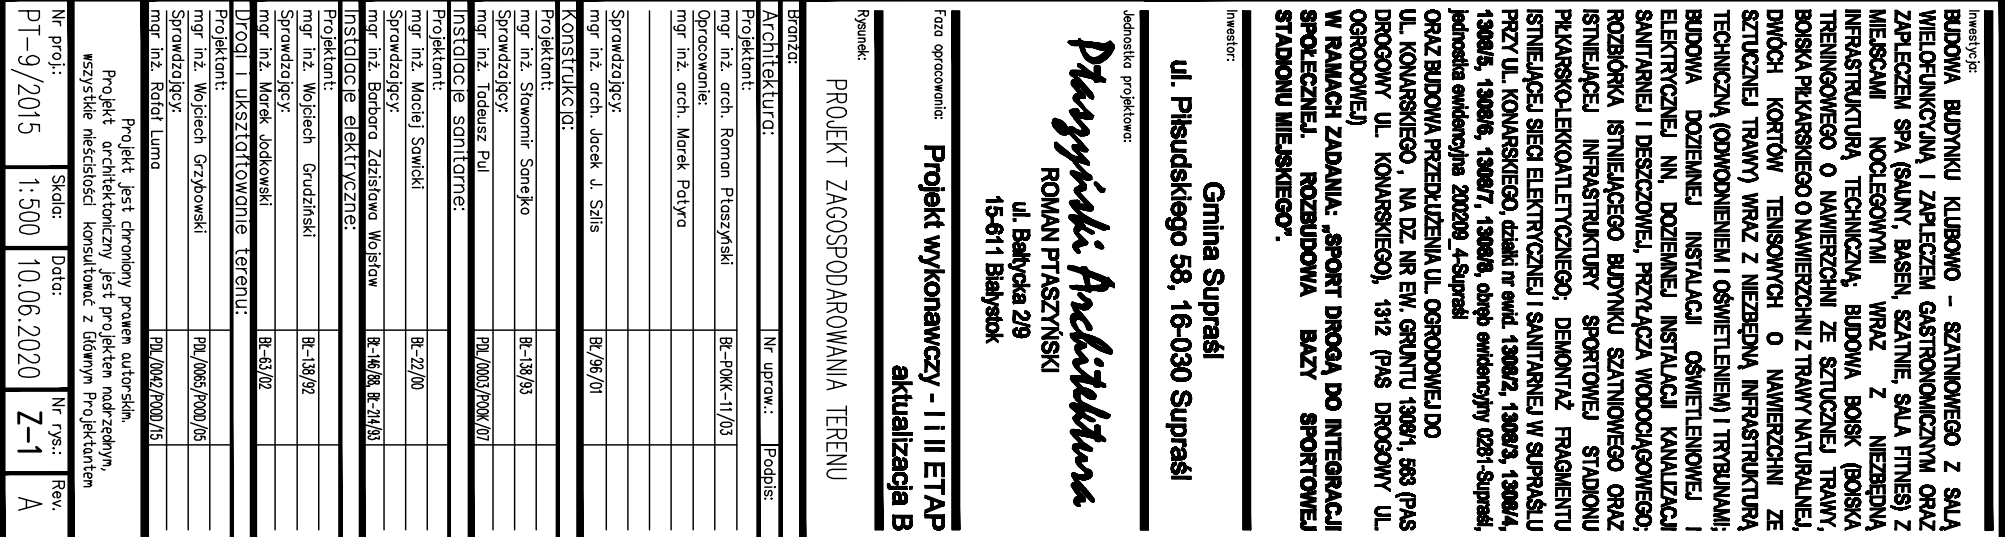 Inwestycja:
BUDOWA BUDYNKU KLUBOWO – SZATNIOWEGO Z SALĄ
WIELOFUNKCYJNĄ I ZAPLECZEM GASTRONOMICZNYM ORAZ
ZAPLECZEM SPA (SAUNY, BASEN, SZATNIE, SALA FITNES) Z
MIEJSCAMI NOCLEGOWYMI WRAZ Z NIEZBĘDNĄ
INFRASTRUKTURĄ TECHNICZNĄ; BUDOWA BOISK (BOISKA
TRENINGOWEGO O NAWIERZCHNI ZE SZTUCZNEJ TRAWY,
BOISKA PIŁKARSKIEGO O NAWIERZCHNI Z TRAWY NATURALNEJ,
DWÓCH KORTÓW TENISOWYCH O NAWIERZCHNI ZE
SZTUCZNEJ TRAWY) WRAZ Z NIEZBĘDNĄ INFRASTRUKTURĄ
TECHNICZNĄ (ODWODNIENIEM I OŚWIETLENIEM) I TRYBUNAMI;
BUDOWA DOZIEMNEJ INSTALACJI OŚWIETLENIOWEJ I
ELEKTRYCZNEJ NN, DOZIEMNEJ INSTALACJI KANALIZACJI
SANITARNEJ I DESZCZOWEJ, PRZYŁĄCZA WODOCIĄGOWEGO;
ROZBIÓRKA ISTNIEJĄCEGO BUDYNKU SZATNIOWEGO ORAZ
ISTNIEJĄCEJ INFRASTRUKTURY SPORTOWEJ STADIONU
PIŁKARSKO-LEKKOATLETYCZNEGO; DEMONTAŻ FRAGMENTU
ISTNIEJĄCEJ SIECI ELEKTRYCZNEJ I SANITARNEJ W SUPRAŚLU
PRZY UL. KONARSKIEGO, działki nr ewid. 1308/2, 1308/3, 1308/4,
1308/5, 1308/6, 1308/7, 1308/8, obręb ewidencyjny 0281-Supraśl,
jednostka ewidencyjna 200209_4-Supraśl
ORAZ BUDOWA PRZEDŁUŻENIA UL. OGRODOWEJ DO
UL. KONARSKIEGO , NA DZ. NR EW. GRUNTU 1308/1, 563 (PAS
DROGOWY UL. KONARSKIEGO), 1312 (PAS DROGOWY UL.
OGRODOWEJ)
W RAMACH ZADANIA: „SPORT DROGĄ DO INTEGRACJI
SPOŁECZNEJ. ROZBUDOWA BAZY SPORTOWEJ
STADIONU MIEJSKIEGO”.
Inwestor:
Gmina Supraśl
ul. Piłsudskiego 58, 16-030 Supraśl
Jednostka projektowa:
Ptaszyński Architektura
ROMAN PTASZYŃSKI
ul. Bałtycka 2/9
15-611 Białystok
Faza opracowania:
Projekt wykonawczy - I i II ETAP
aktualizacja B
Rysunek:
PROJEKT ZAGOSPODAROWANIA TERENU
Branża:
Architektura: Nr upraw.: Podpis:
Projektant:
mgr inż. arch. Roman Ptaszyński BŁ-PDKK-11/03
Opracowanie:
mgr inż. arch. Marek Patyra
Sprawdzający:
mgr inż. arch. Jacek J. Szlis BŁ/96/01
Konstrukcja:
Projektant:
mgr inż. Sławomir Sanejko BŁ-138/93
Sprawdzający:
mgr inż. Tadeusz Pul PDL/0003/POOK/07
Instalacje sanitarne:
Projektant:
mgr inż. Maciej Sawicki BŁ-22/00
Sprawdzający:
mgr inż. Barbara Zdzisława Wojsław BŁ-146/88, BŁ-214/93
Instalacje elektryczne:
Projektant:
mgr inż. Wojciech Grudziński BŁ-138/92
Sprawdzający:
mgr inż. Marek Jodkowski BŁ-63/02
Drogi i ukształtowanie terenu:
Projektant:
mgr inż. Wojciech Grzybowski PDL/0065/POOD/05
Sprawdzający:
mgr inż. Rafał Luma PDL/0042/POOD/15
Projekt jest chroniony prawem autorskim.
Projekt architektoniczny jest projektem nadrzędnym,
wszystkie nieścisłości konsultować z Głównym Projektantem
Nr proj.: Skala: Data: Nr rys.: Rev.
PT-9/2015 1:500 10.06.2020 Z-1 A